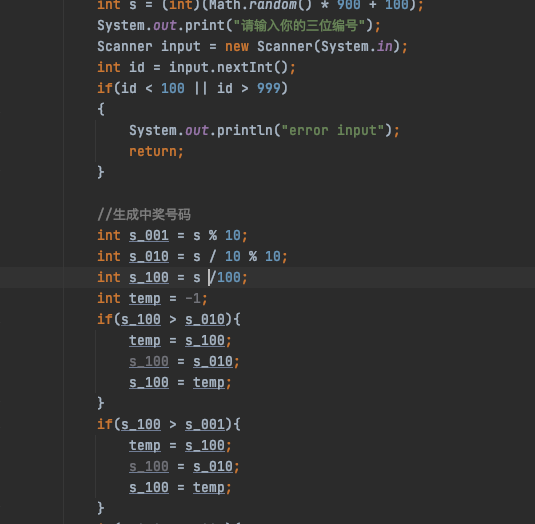 int s = (int)(Math.random() * 900 + 100);
System.out.print("请输入你的三位编号");
Scanner input = new Scanner(System.in);
int id = input.nextInt();
if(id < 100 || id > 999)
{
System.out.println("error input");
return;
}
//生成中奖号码
int s_001 = s % 10;
int s_010 = s / 10 % 10;
int s_100 = s /100;
int temp = -1;
if(s_100 > s_010){
temp = s_100;
s_100 = s_010;
s_100 = temp;
}
if(s_100 > s_001){
temp = s_100;
s_100 = s_010;
s_100 = temp;
}